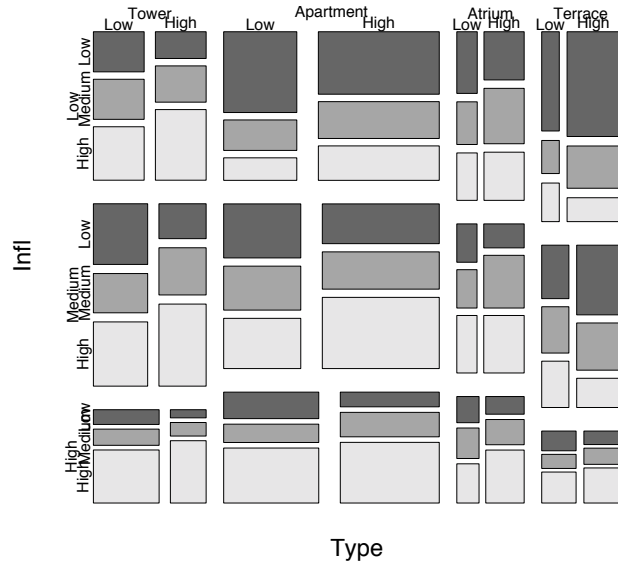 Tower Apartment Atrium Terrace
Low High Low High Low High Low High
Low
Low
Medium
High
Infl
Low
Medium
Medium
High
Low
High
Medium
High
Type